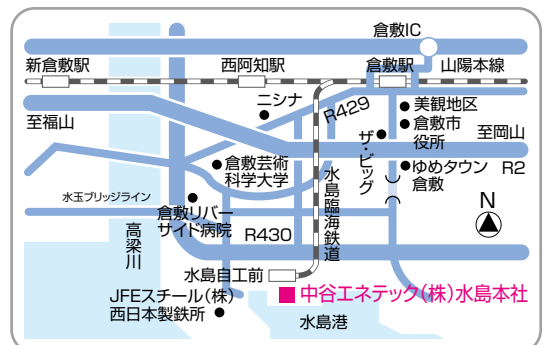 倉敷IC
新倉敷駅
西阿知駅
倉敷駅
山陽本線
ニシナ
R429
美観地区
倉敷市
役所
至福山
ザ・ビッグ
至岡山
倉敷芸術
科学大学
ゆめタウン
倉敷
R2
水玉ブリッジライン
水島臨海鉄道
倉敷リバー
サイド病院
高梁川
R430
N
水島自工前
中谷エネテック(株)水島本社
JFEスチール(株)
西日本製鉄所
水島港